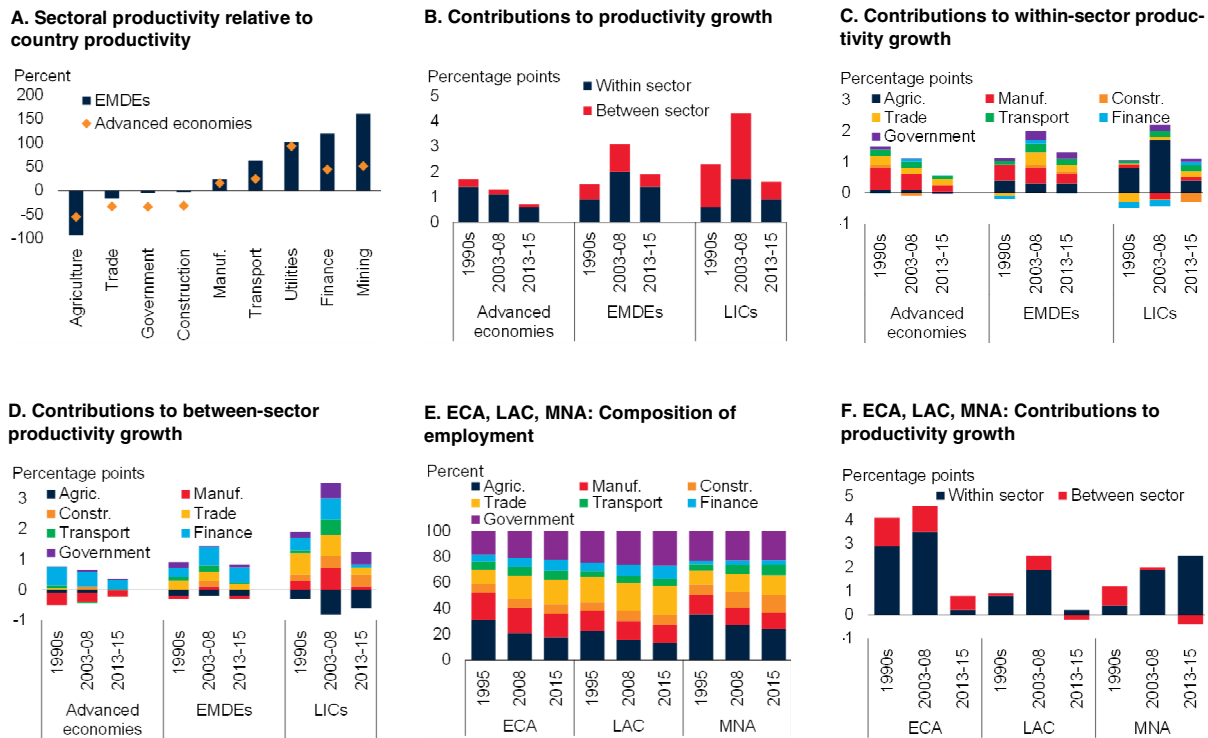 A. Sectoral productivity relative to
country productivity
Percent
200
150
100
50
0
-50
-100
EMDEs
Advanced economies
Agriculture
Trade
Government
Construction
Manuf.
Transport
Utilities
Finance
Mining
B. Contributions to productivity growth
Percentage points
5
4
3
2
1
0
Within sector
Between sector
1990s
2003-08
2013-15
1990s
2003-08
2013-15
1990s
2003-08
2013-15
Advanced
economies
EMDEs
LICs
C. Contributions to within-sector produc-
tivity growth
Percentage points
3
2
1
0
-1
Agric.
Manuf.
Constr.
Trade
Transport
Finance
Government
1990s
2003-08
2013-15
1990s
2003-08
2013-15
1990s
2003-08
2013-15
Advanced
economies
EMDEs
LICs
D. Contributions to between-sector
productivity growth
Percentage points
3
2
1
0
-1
Agric.
Manuf.
Constr.
Trade
Transport
Finance
Government
1990s
2003-08
2013-15
1990s
2003-08
2013-15
1990s
2003-08
2013-15
Advanced
economies
EMDEs
LICs
E. ECA, LAC, MNA: Composition of
employment
Percent
Agric.
Manuf.
Constr.
Trade
Transport
Finance
Government
100
80
60
40
20
0
1995
2008
2015
1995
2008
2015
1995
2008
2015
ECA
LAC
MNA
F. ECA, LAC, MNA: Contributions to
productivity growth
Percentage points
5
4
3
2
1
0
-1
Within sector
Between sector
1990s
2003-08
2013-15
1990s
2003-08
2013-15
1990s
2003-08
2013-15
ECA
LAC
MNA